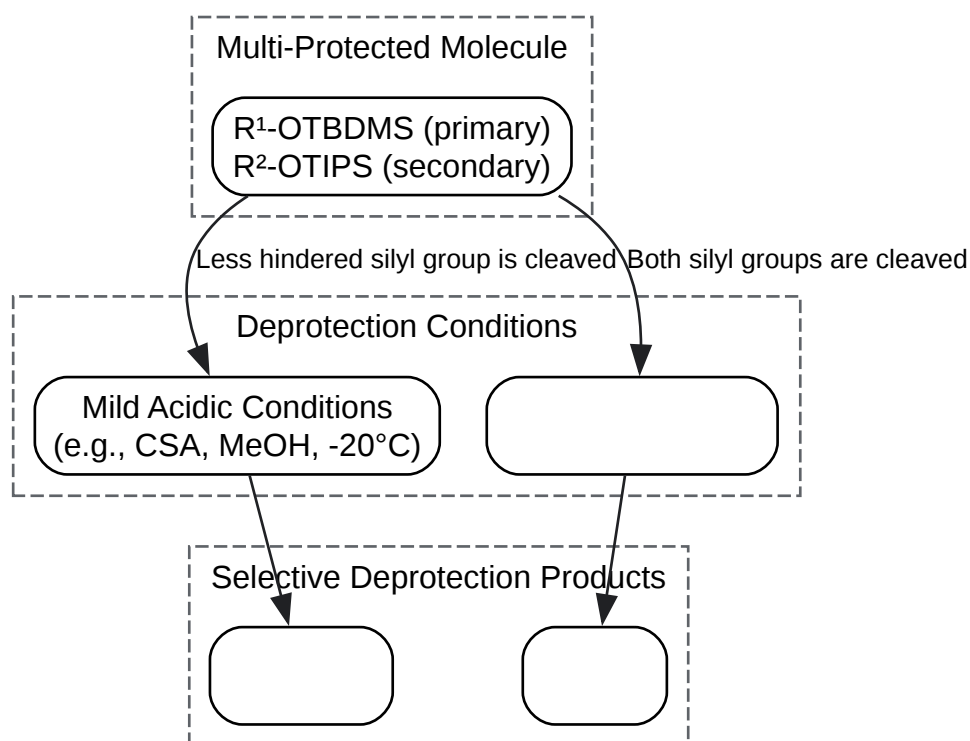 Multi-Protected Molecule
R¹-OTBDMS (primary)
R²-OTIPS (secondary)
Less hindered silyl group is cleaved
Both silyl groups are cleaved
Deprotection Conditions
Mild Acidic Conditions
(e.g., CSA, MeOH, -20°C)
Selective Deprotection Products